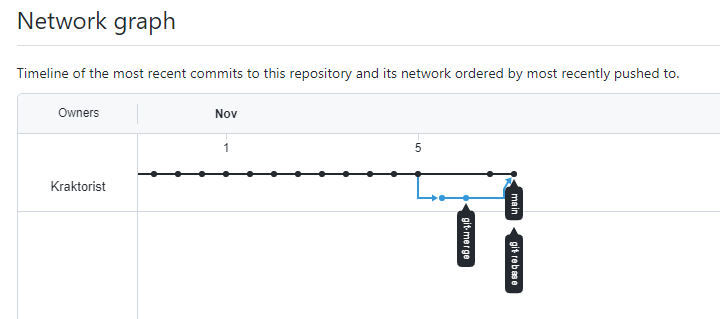 Network graph
Timeline of the most recent commits to this repository and its network ordered by most recently pushed to.
Owners
Nov
1
5
Kraktorist
main
git-merge
git-rebase